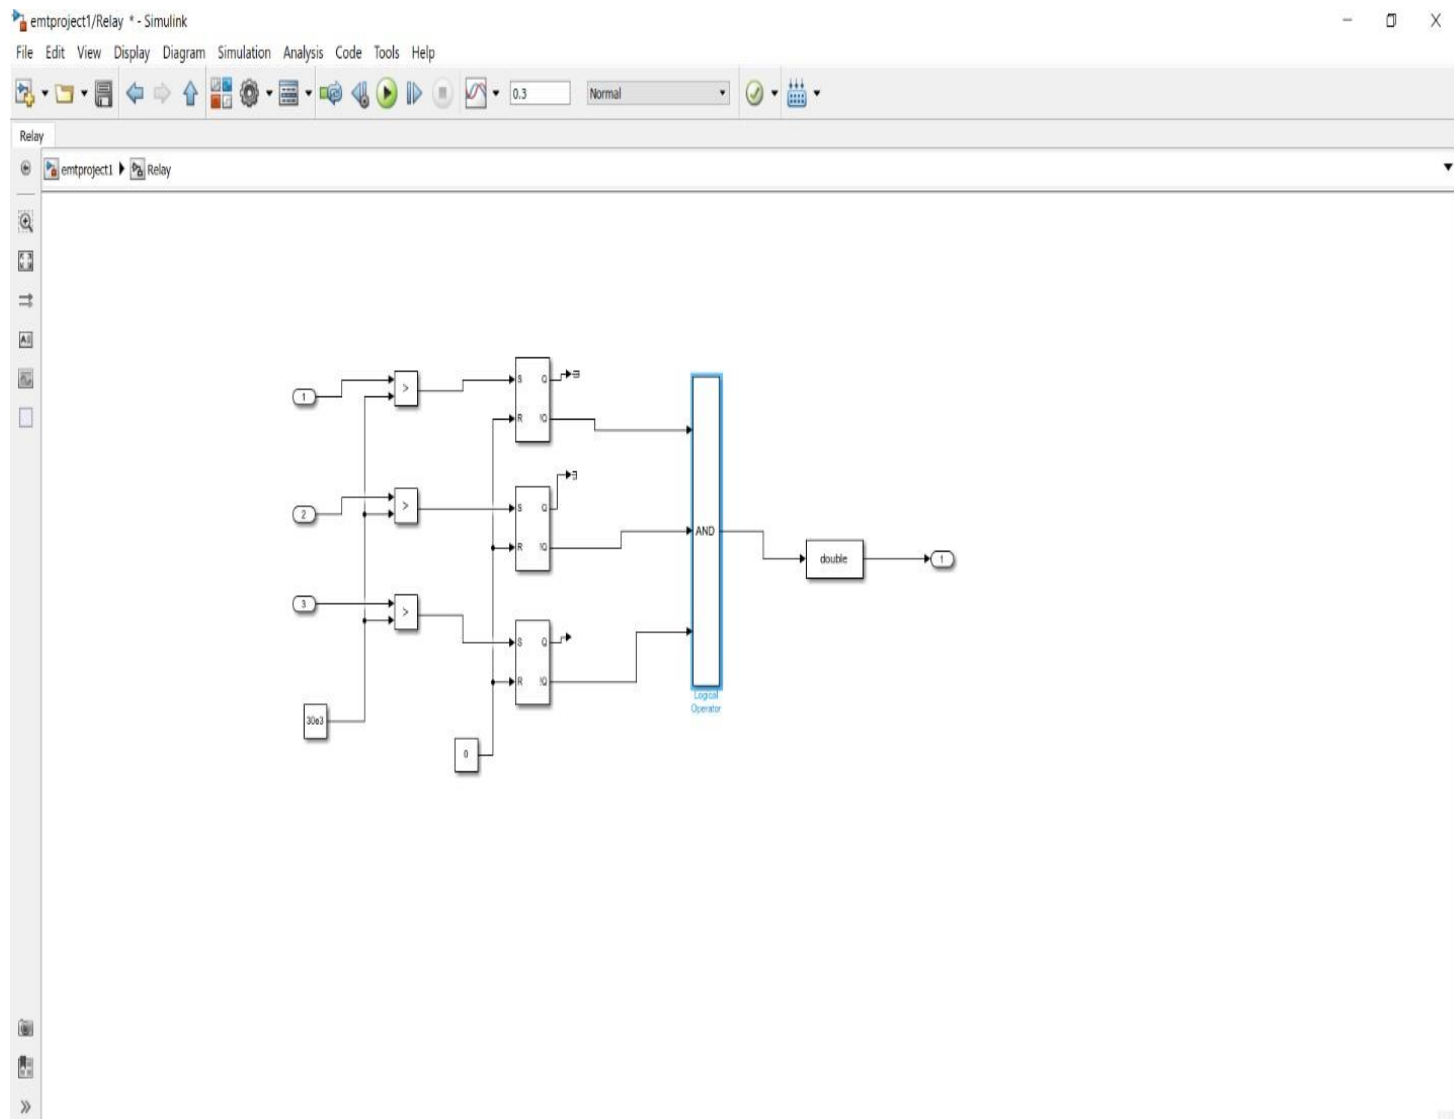 emtproject1/Relay * - Simulink
File Edit View Display Diagram Simulation Analysis Code Tools Help
0.3 Normal
Relay
emtproject1 Relay
1 > S Q
R !Q
2 > S Q
R !Q
AND
double 1
3 > S Q
R !Q
Logical
Operator
30e3
0